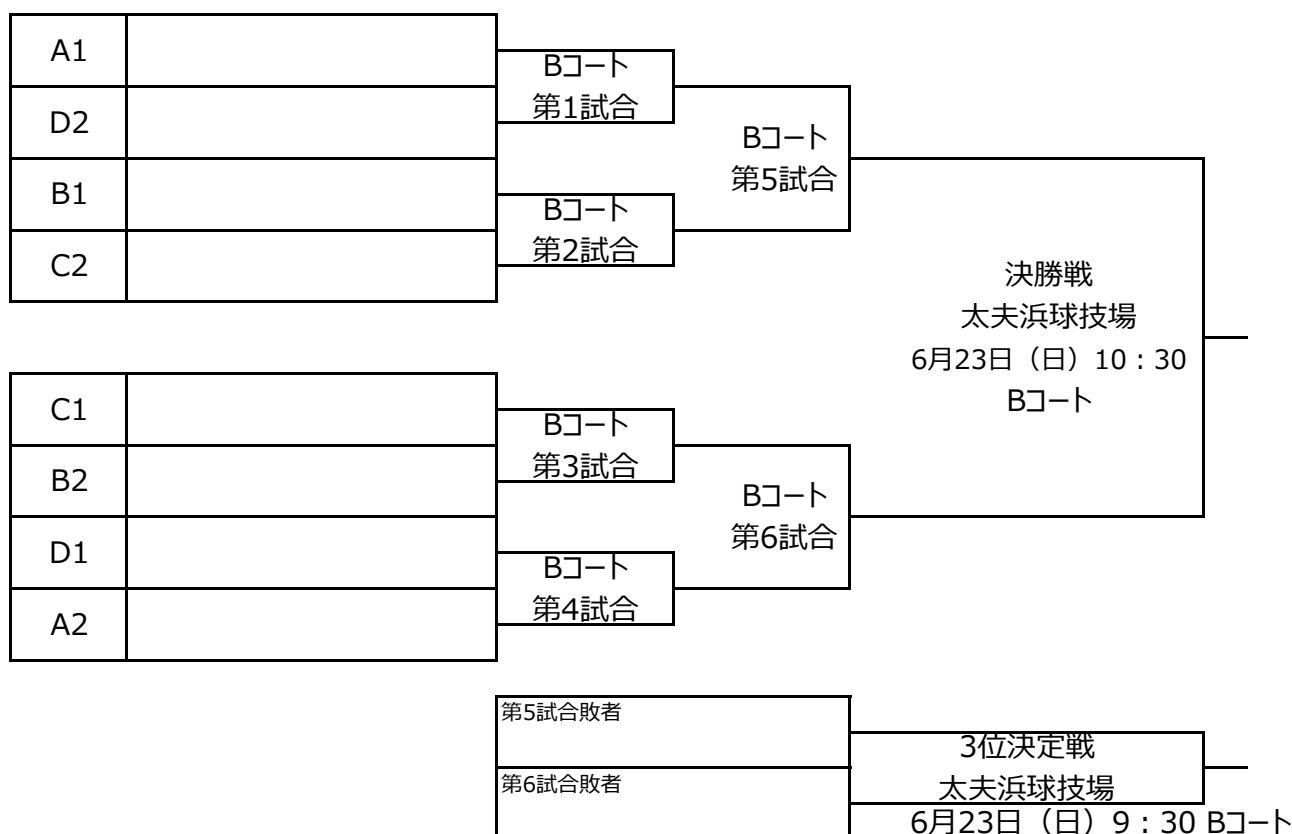 A1
Bコート
第1試合
D2
Bコート
第5試合
B1
Bコート
第2試合
C2
決勝戦
太夫浜球技場
6月23日（日）10：30
Bコート
C1
Bコート
第3試合
B2
Bコート
第6試合
D1
Bコート
第4試合
A2
第5試合敗者
第6試合敗者
3位決定戦
太夫浜球技場
6月23日（日）9：30 Bコート